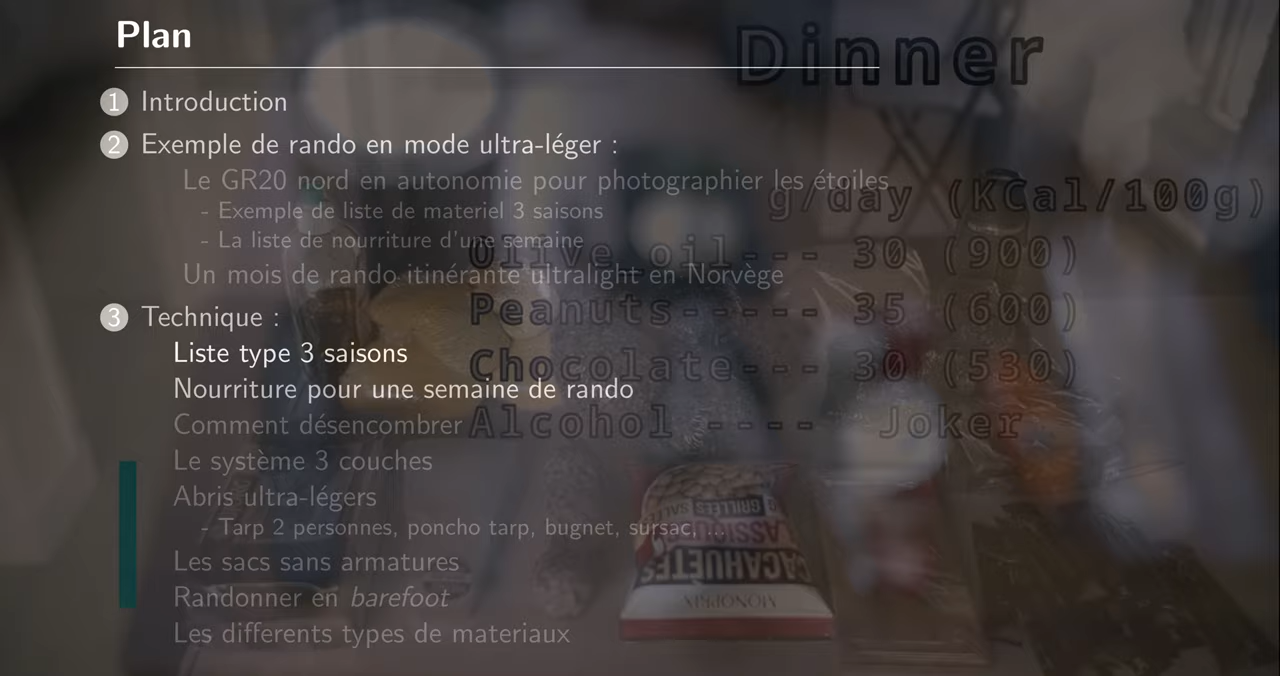 Plan
Dinner
1 Introduction
2 Exemple de rando en mode ultra-léger :
Le GR20 nord en autonomie pour photographier les étoiles
g/day (KCal/100g)
- Exemple de liste de materiel 3 saisons
- La liste de nourriture d'une semaine
Olive oil--- 30 (900)
Un mois de rando itinérante ultralight en Norvège
Peanuts----- 35 (600)
3 Technique :
Liste type 3 saisons
Chocolate--- 30 (530)
Nourriture pour une semaine de rando
Comment désencombrer
Alcohol ---- Joker
Le système 3 couches
Abris ultra-légers
- Tarp 2 personnes, poncho tarp, bugnet, sursac, ...
Les sacs sans armatures
Randonner en barefoot
Les differents types de materiaux
GRILLÉES
CACAHUÈTES
MONOPRIX